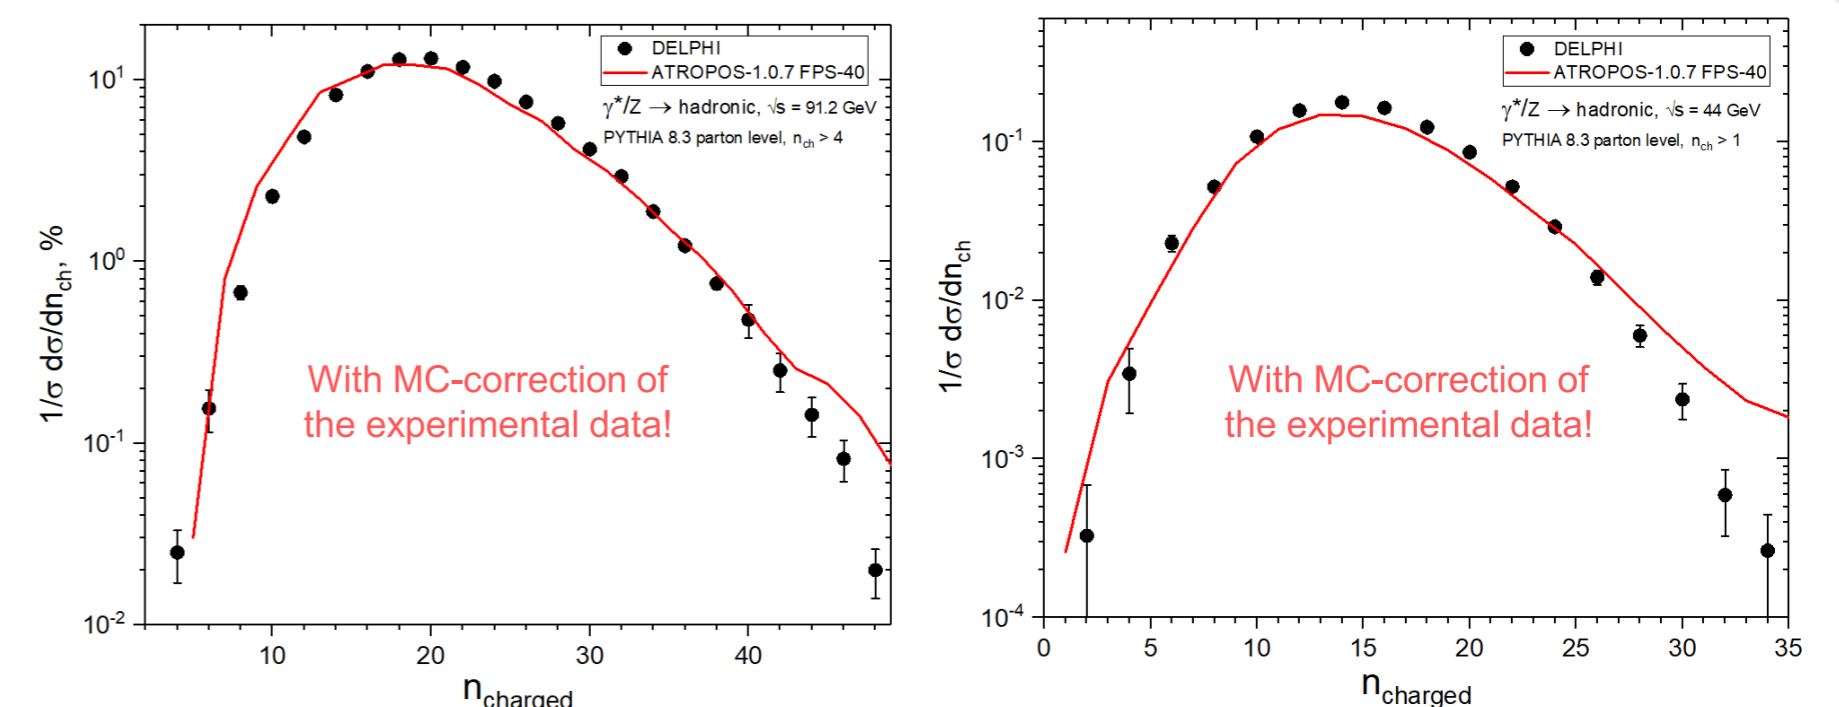 DELPHI
ATROPOS-1.0.7 FPS-40
γ*/Z → hadronic, √s = 91.2 GeV
PYTHIA 8.3 parton level, nch > 4
With MC-correction of
the experimental data!
1/σ dσ/dnch, %
10¹
10⁰
10⁻¹
10⁻²
10 20 30 40
ncharged
DELPHI
ATROPOS-1.0.7 FPS-40
γ*/Z → hadronic, √s = 44 GeV
PYTHIA 8.3 parton level, nch > 1
With MC-correction of
the experimental data!
1/σ dσ/dnch
10⁻¹
10⁻²
10⁻³
10⁻⁴
0 5 10 15 20 25 30 35
ncharged